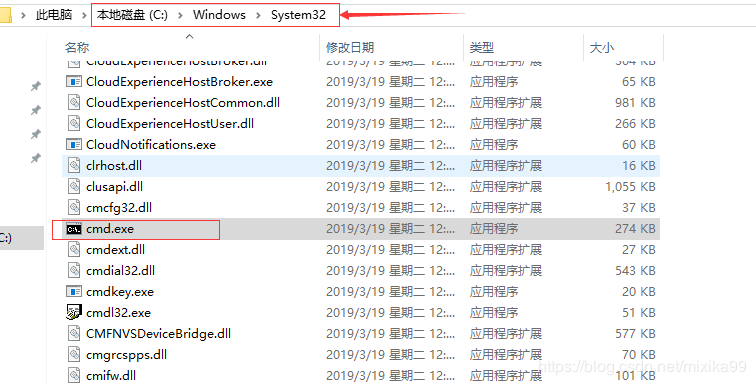 此电脑 > 本地磁盘 (C:) > Windows > System32
名称 修改日期 类型 大小
CloudExperienceHostBroker.dll 2019/3/19 星期二 12:... 应用程序扩展 304 KB
CloudExperienceHostBroker.exe 2019/3/19 星期二 12:... 应用程序 65 KB
CloudExperienceHostCommon.dll 2019/3/19 星期二 12:... 应用程序扩展 981 KB
CloudExperienceHostUser.dll 2019/3/19 星期二 12:... 应用程序扩展 266 KB
CloudNotifications.exe 2019/3/19 星期二 12:... 应用程序 60 KB
clrhost.dll 2019/3/19 星期二 12:... 应用程序扩展 16 KB
clusapi.dll 2019/3/19 星期二 12:... 应用程序扩展 1,055 KB
cmcfg32.dll 2019/3/19 星期二 12:... 应用程序扩展 37 KB
C:)
cmd.exe 2019/3/19 星期二 12:... 应用程序 274 KB
cmdext.dll 2019/3/19 星期二 12:... 应用程序扩展 27 KB
cmdial32.dll 2019/3/19 星期二 12:... 应用程序扩展 543 KB
cmdkey.exe 2019/3/19 星期二 12:... 应用程序 20 KB
cmdl32.exe 2019/3/19 星期二 12:... 应用程序 51 KB
CMFNVSDeviceBridge.dll 2019/3/19 星期二 12:... 应用程序扩展 577 KB
cmgrcspps.dll 2019/3/19 星期二 12:... 应用程序扩展 70 KB
cmifw.dll 2019/3/19 星期二 12:... 应用程序扩展 101 KB
https://blog.csdn.net/mixika99